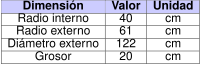 Dimensión Valor Unidad
Radio interno 40 cm
Radio externo 61 cm
Diámetro externo 122 cm
Grosor 20 cm